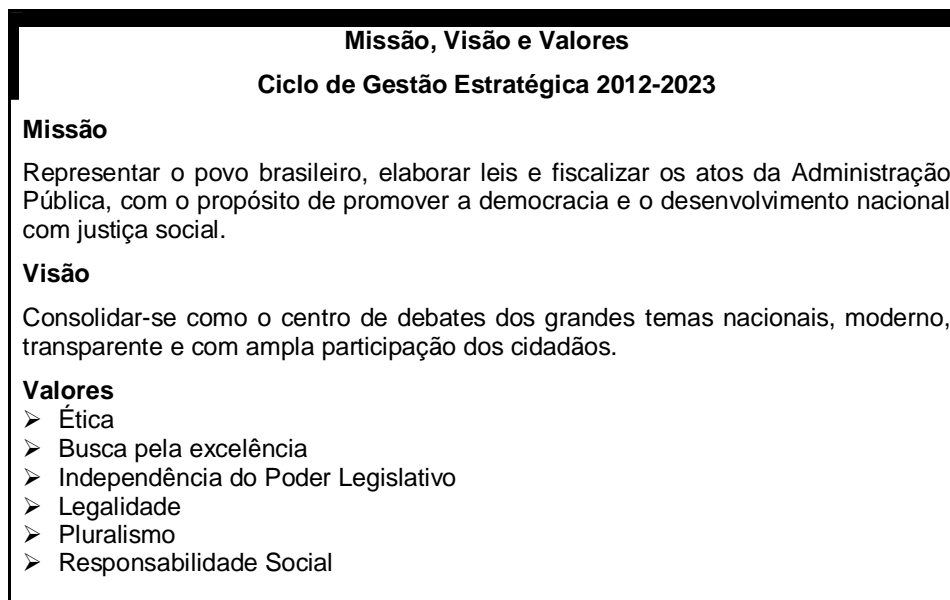 Missão, Visão e Valores
Ciclo de Gestão Estratégica 2012-2023
Missão
Representar o povo brasileiro, elaborar leis e fiscalizar os atos da Administração
Pública, com o propósito de promover a democracia e o desenvolvimento nacional
com justiça social.
Visão
Consolidar-se como o centro de debates dos grandes temas nacionais, moderno,
transparente e com ampla participação dos cidadãos.
Valores
➢ Ética
➢ Busca pela excelência
➢ Independência do Poder Legislativo
➢ Legalidade
➢ Pluralismo
➢ Responsabilidade Social